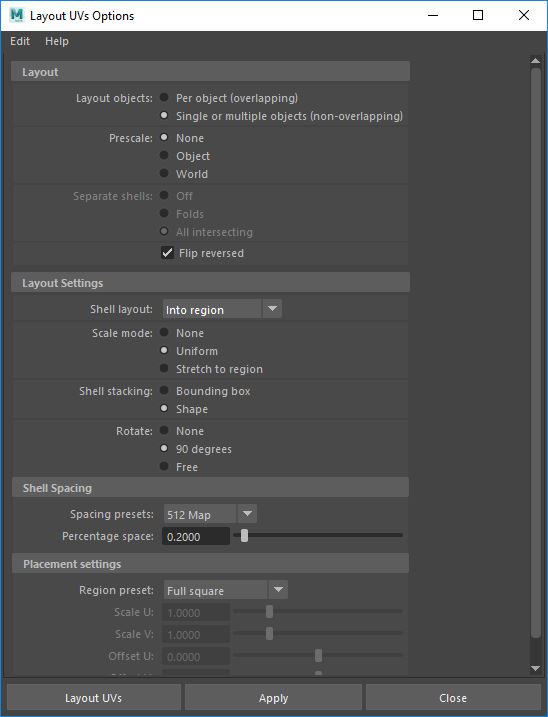 Layout UVs Options
Edit Help
Layout
Layout objects: Per object (overlapping)
Single or multiple objects (non-overlapping)
Prescale: None
Object
World
Separate shells: Off
Folds
All intersecting
Flip reversed
Layout Settings
Shell layout: Into region
Scale mode: None
Uniform
Stretch to region
Shell stacking: Bounding box
Shape
Rotate: None
90 degrees
Free
Shell Spacing
Spacing presets: 512 Map
Percentage space: 0.2000
Placement settings
Region preset: Full square
Scale U: 1.0000
Scale V: 1.0000
Offset U: 0.0000
Layout UVs Apply Close